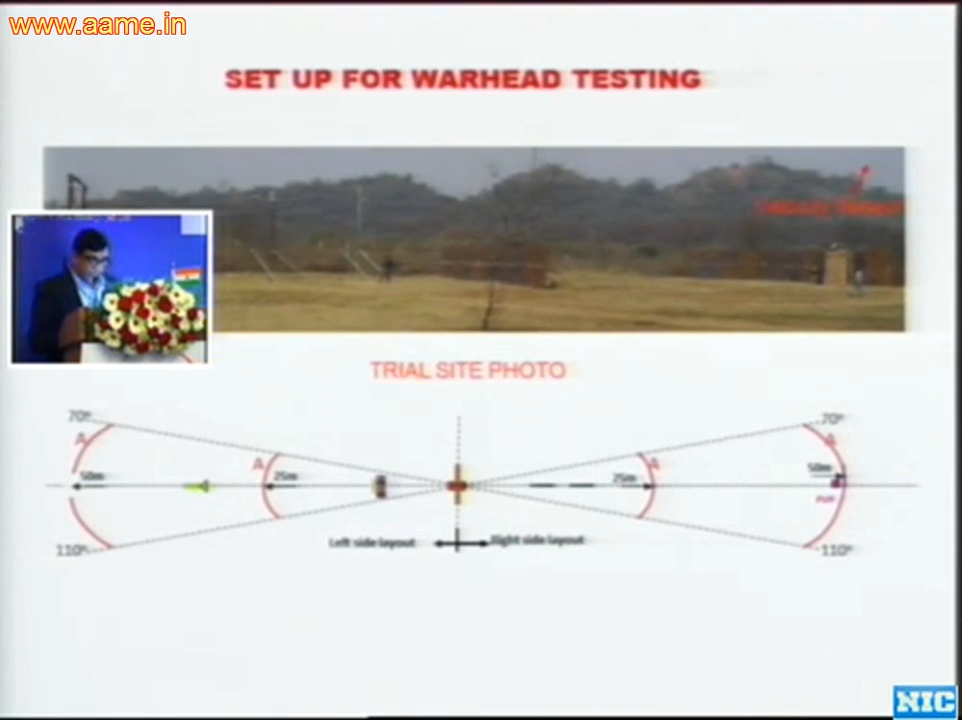 www.aame.in
SET UP FOR WARHEAD TESTING
TRIAL SITE PHOTO
70° 70°
A A
A A
50m 25m 25m 50m
110° 110°
Left side layout Right side layout
NIC